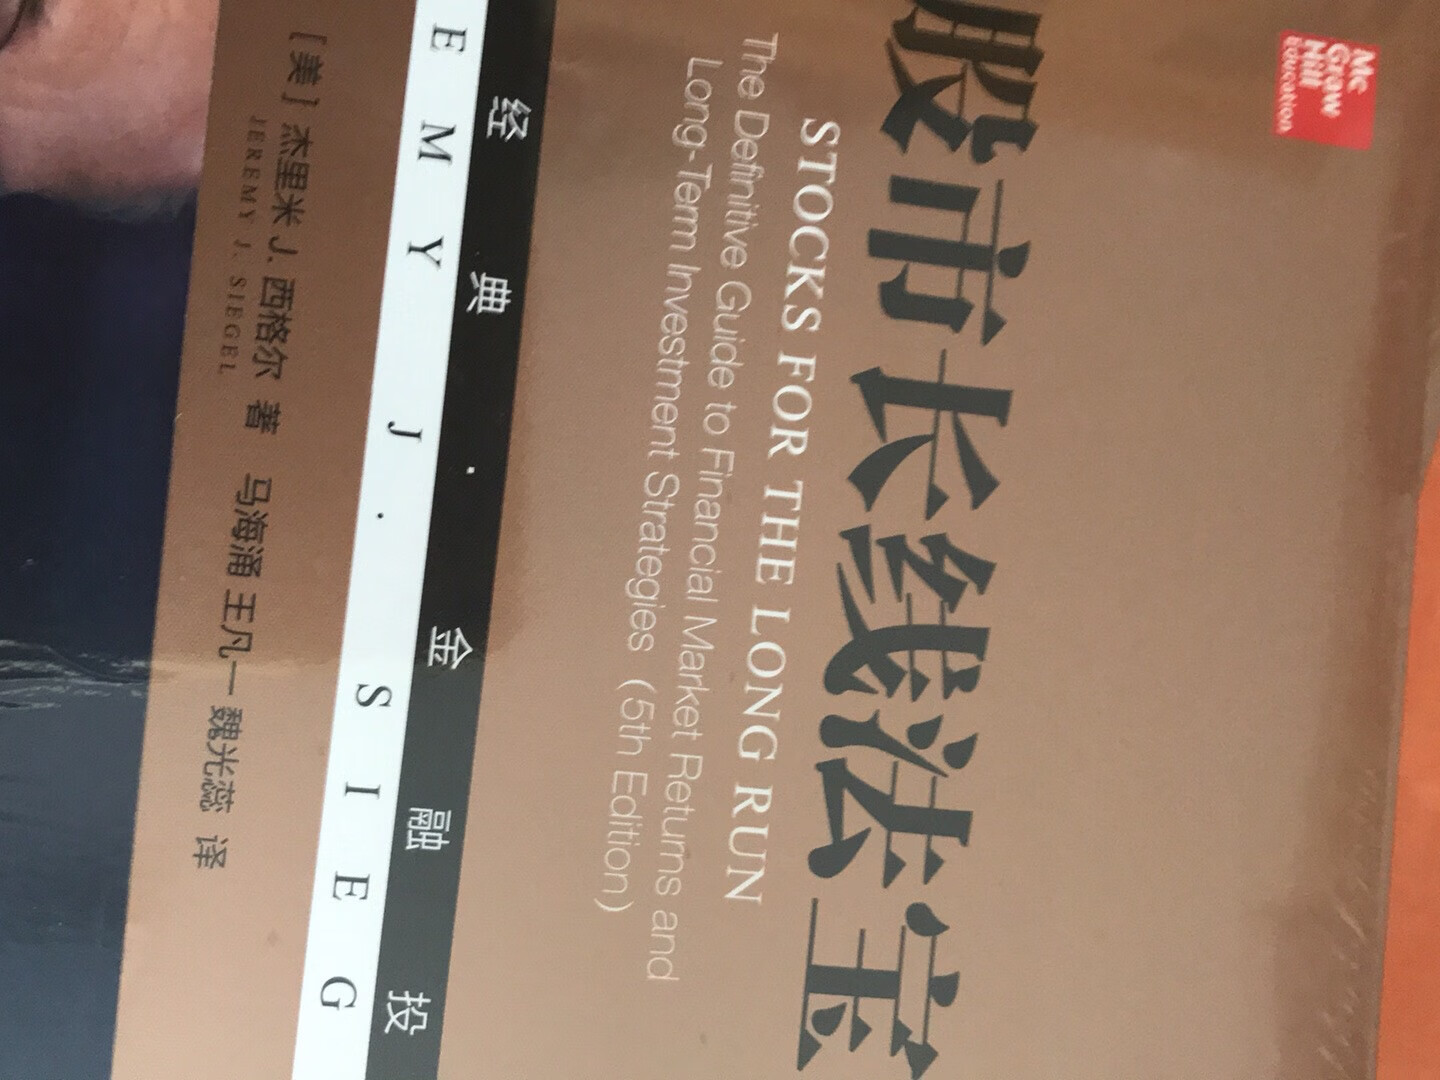 Mc
Graw
Hill
Education
股市长线法宝
STOCKS FOR THE LONG RUN
The Definitive Guide to Financial Market Returns and
Long-Term Investment Strategies（5th Edition）
经典·金融投
EMY J. SIEG
[美] 杰里米 J. 西格尔 著 马海涌 王凡一 魏光蕊 译
JEREMY J. SIEGEL